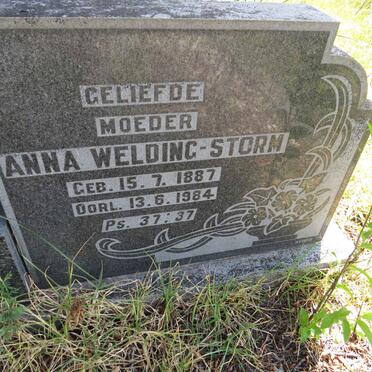 GELIEFDE
MOEDER
ANNA WELDING-STORM
GEB. 15. 7. 1887
OORL. 13. 6. 1984
PS. 37: 37